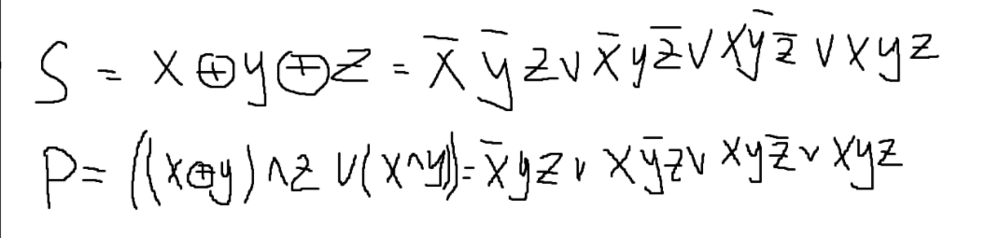 S = x ⊕ y ⊕ z = x̄ ȳ z ∨ x̄ y z̄ ∨ x ȳ z̄ ∨ x y z
P = ((x ⊕ y) ∧ z ∨ (x ∧ y)) = x̄ y z ∨ x ȳ z ∨ x y z̄ ∨ x y z